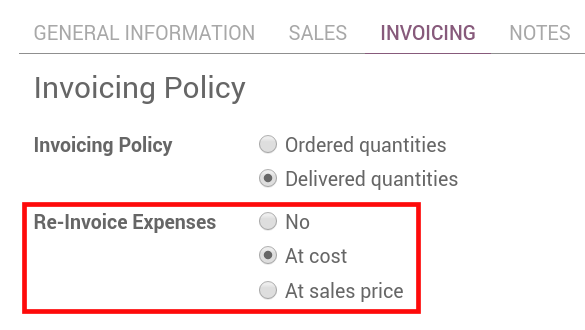 GENERAL INFORMATION SALES INVOICING NOTES
Invoicing Policy
Invoicing Policy Ordered quantities
Delivered quantities
Re-Invoice Expenses No
At cost
At sales price